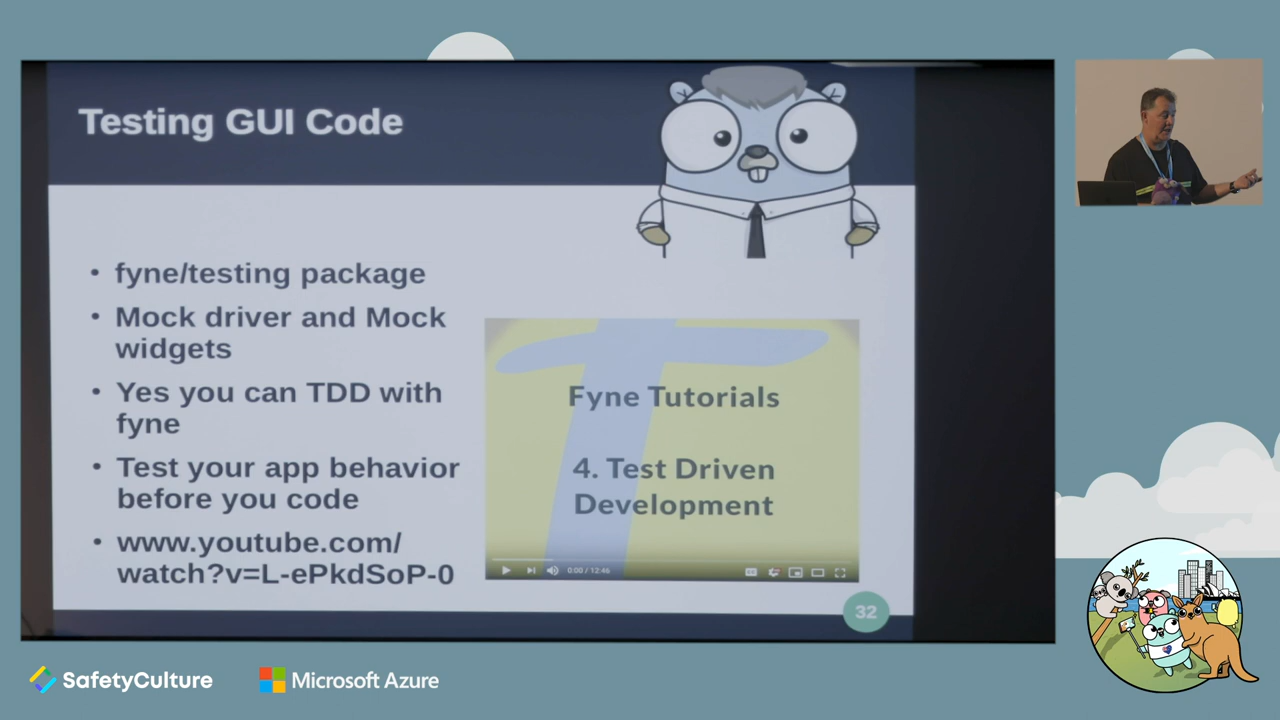 Testing GUI Code
• fyne/testing package
• Mock driver and Mock
widgets
• Yes you can TDD with
fyne
• Test your app behavior
before you code
• www.youtube.com/
watch?v=L-ePkdSoP-0
Fyne Tutorials
4. Test Driven
Development
0:00 / 12:46
32
SafetyCulture
Microsoft Azure